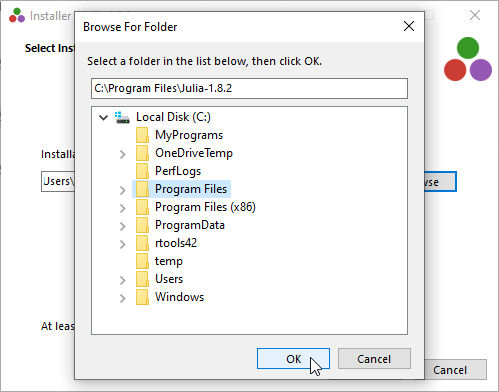 Installer
Browse For Folder
Select Inst
Select a folder in the list below, then click OK.
C:\Program Files\Julia-1.8.2
Local Disk (C:)
MyPrograms
OneDriveTemp
PerfLogs
Program Files
Program Files (x86)
ProgramData
rtools42
temp
Users
Windows
Installa
Users\
wse
At leas
OK
Cancel
Cancel